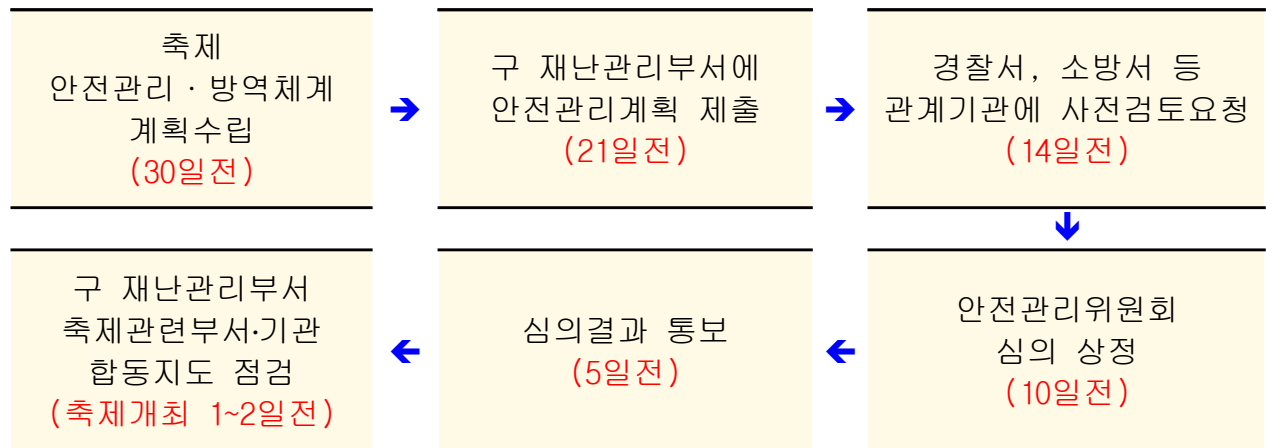 축제
안전관리 · 방역체계
계획수립
(30일전)
구 재난관리부서에
안전관리계획 제출
(21일전)
경찰서, 소방서 등
관계기관에 사전검토요청
(14일전)
안전관리위원회
심의 상정
(10일전)
심의결과 통보
(5일전)
구 재난관리부서
축제관련부서·기관
합동지도 점검
(축제개최 1~2일전)